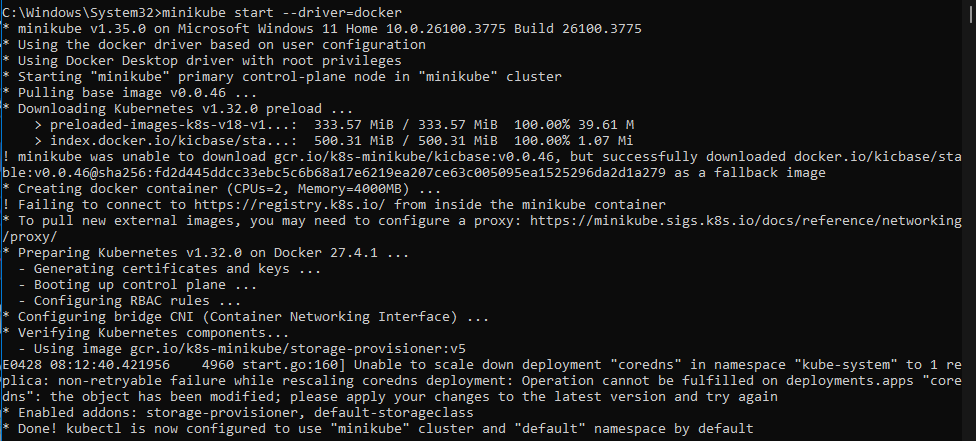 C:\Windows\System32>minikube start --driver=docker
* minikube v1.35.0 on Microsoft Windows 11 Home 10.0.26100.3775 Build 26100.3775
* Using the docker driver based on user configuration
* Using Docker Desktop driver with root privileges
* Starting "minikube" primary control-plane node in "minikube" cluster
* Pulling base image v0.0.46 ...
* Downloading Kubernetes v1.32.0 preload ...
    > preloaded-images-k8s-v18-v1...:  333.57 MiB / 333.57 MiB  100.00% 39.61 M
    > index.docker.io/kicbase/sta...:  500.31 MiB / 500.31 MiB  100.00% 1.07 Mi
! minikube was unable to download gcr.io/k8s-minikube/kicbase:v0.0.46, but successfully downloaded docker.io/kicbase/sta
ble:v0.0.46@sha256:fd2d445ddcc33ebc5c6b68a17e6219ea207ce63c005095ea1525296da2d1a279 as a fallback image
* Creating docker container (CPUs=2, Memory=4000MB) ...
! Failing to connect to https://registry.k8s.io/ from inside the minikube container
* To pull new external images, you may need to configure a proxy: https://minikube.sigs.k8s.io/docs/reference/networking
/proxy/
* Preparing Kubernetes v1.32.0 on Docker 27.4.1 ...
  - Generating certificates and keys ...
  - Booting up control plane ...
  - Configuring RBAC rules ...
* Configuring bridge CNI (Container Networking Interface) ...
* Verifying Kubernetes components...
  - Using image gcr.io/k8s-minikube/storage-provisioner:v5
E0428 08:12:40.421956    4960 start.go:160] Unable to scale down deployment "coredns" in namespace "kube-system" to 1 re
plica: non-retryable failure while rescaling coredns deployment: Operation cannot be fulfilled on deployments.apps "core
dns": the object has been modified; please apply your changes to the latest version and try again
* Enabled addons: storage-provisioner, default-storageclass
* Done! kubectl is now configured to use "minikube" cluster and "default" namespace by default